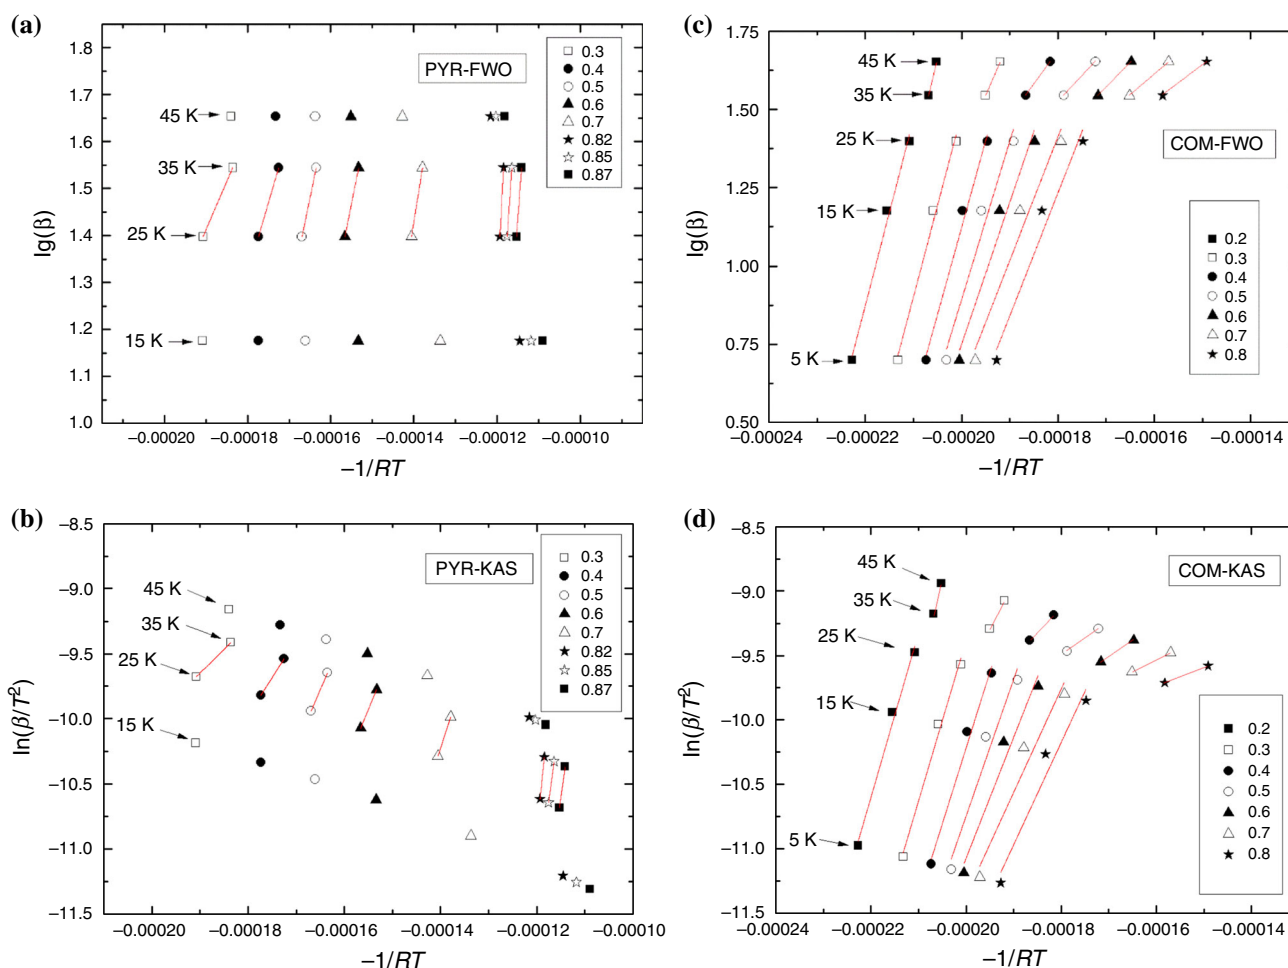 (a)
PYR-FWO
0.3
0.4
0.5
0.6
0.7
0.82
0.85
0.87
45 K
35 K
25 K
15 K
1.8
1.7
1.6
1.5
1.4
1.3
1.2
1.1
1.0
lg(β)
−0.00020 −0.00018 −0.00016 −0.00014 −0.00012 −0.00010
−1/RT
(c)
COM-FWO
45 K
35 K
25 K
15 K
5 K
0.2
0.3
0.4
0.5
0.6
0.7
0.8
1.75
1.50
1.25
1.00
0.75
0.50
lg(β)
−0.00024 −0.00022 −0.00020 −0.00018 −0.00016 −0.00014
−1/RT
(b)
PYR-KAS
0.3
0.4
0.5
0.6
0.7
0.82
0.85
0.87
45 K
35 K
25 K
15 K
−8.5
−9.0
−9.5
−10.0
−10.5
−11.0
−11.5
ln(β/T²)
−0.00020 −0.00018 −0.00016 −0.00014 −0.00012 −0.00010
−1/RT
(d)
COM-KAS
45 K
35 K
25 K
15 K
5 K
0.2
0.3
0.4
0.5
0.6
0.7
0.8
−8.5
−9.0
−9.5
−10.0
−10.5
−11.0
−11.5
ln(β/T²)
−0.00024 −0.00022 −0.00020 −0.00018 −0.00016 −0.00014
−1/RT